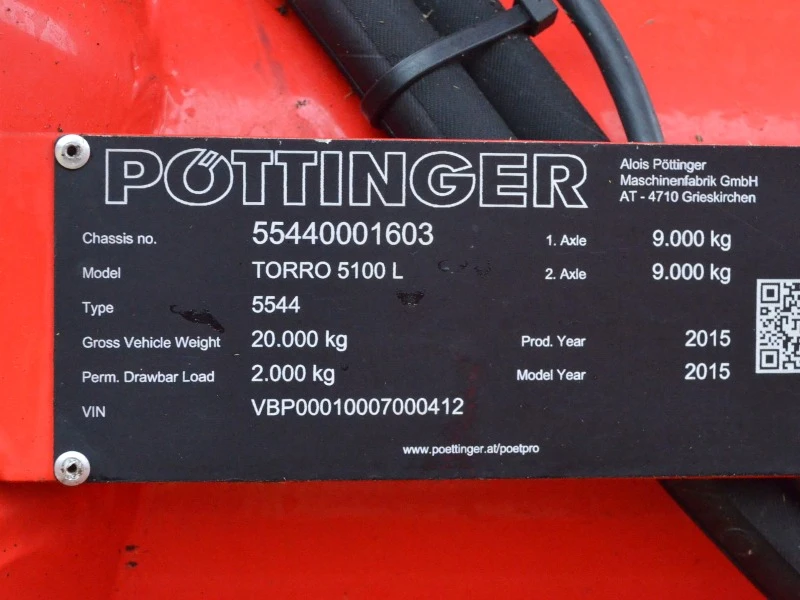 PÖTTINGER
Alois Pöttinger
Maschinenfabrik GmbH
AT - 4710 Grieskirchen
Chassis no. 55440001603 1. Axle 9.000 kg
Model TORRO 5100 L 2. Axle 9.000 kg
Type 5544
Gross Vehicle Weight 20.000 kg Prod. Year 2015
Perm. Drawbar Load 2.000 kg Model Year 2015
VIN VBP00010007000412
www.poettinger.at/poetpro